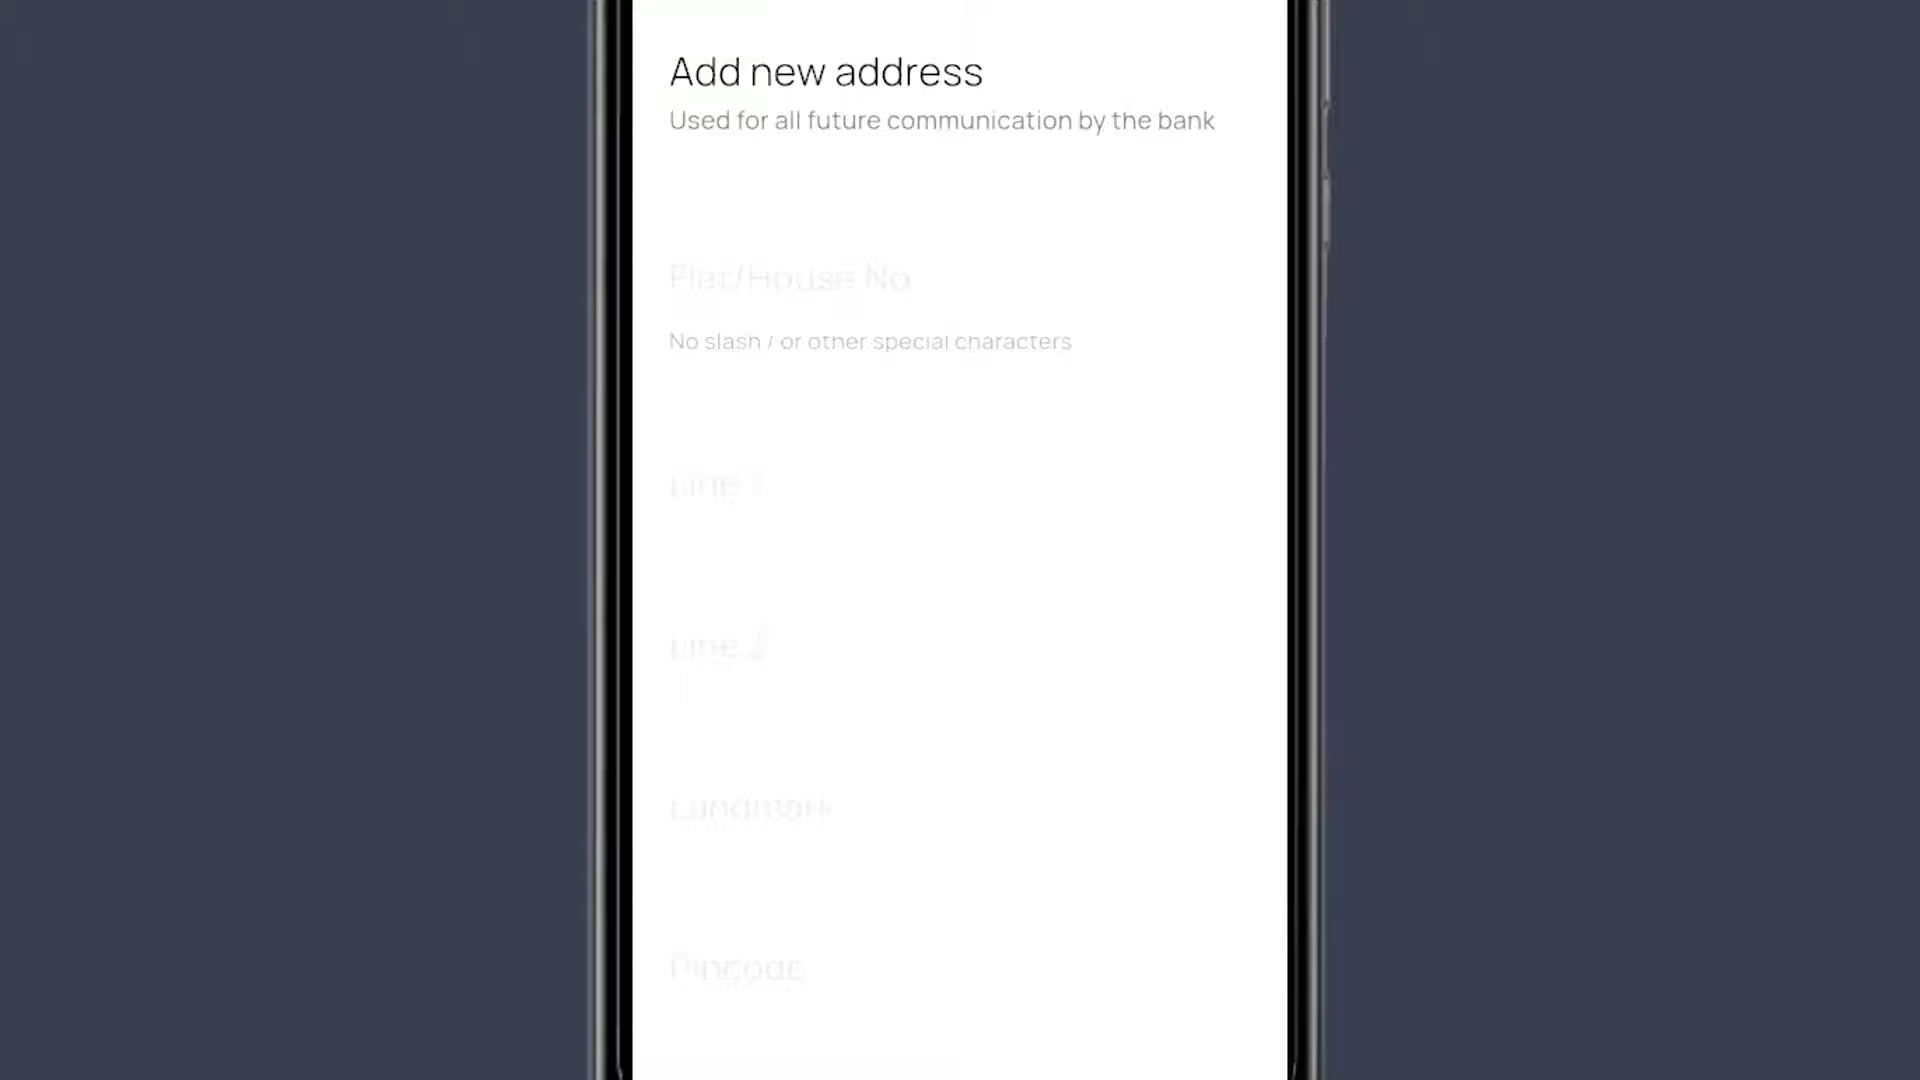 Add new address
Used for all future communication by the bank
Flat/House No
No slash / or other special characters
Line 1
Line 2
Landmark
Pincode